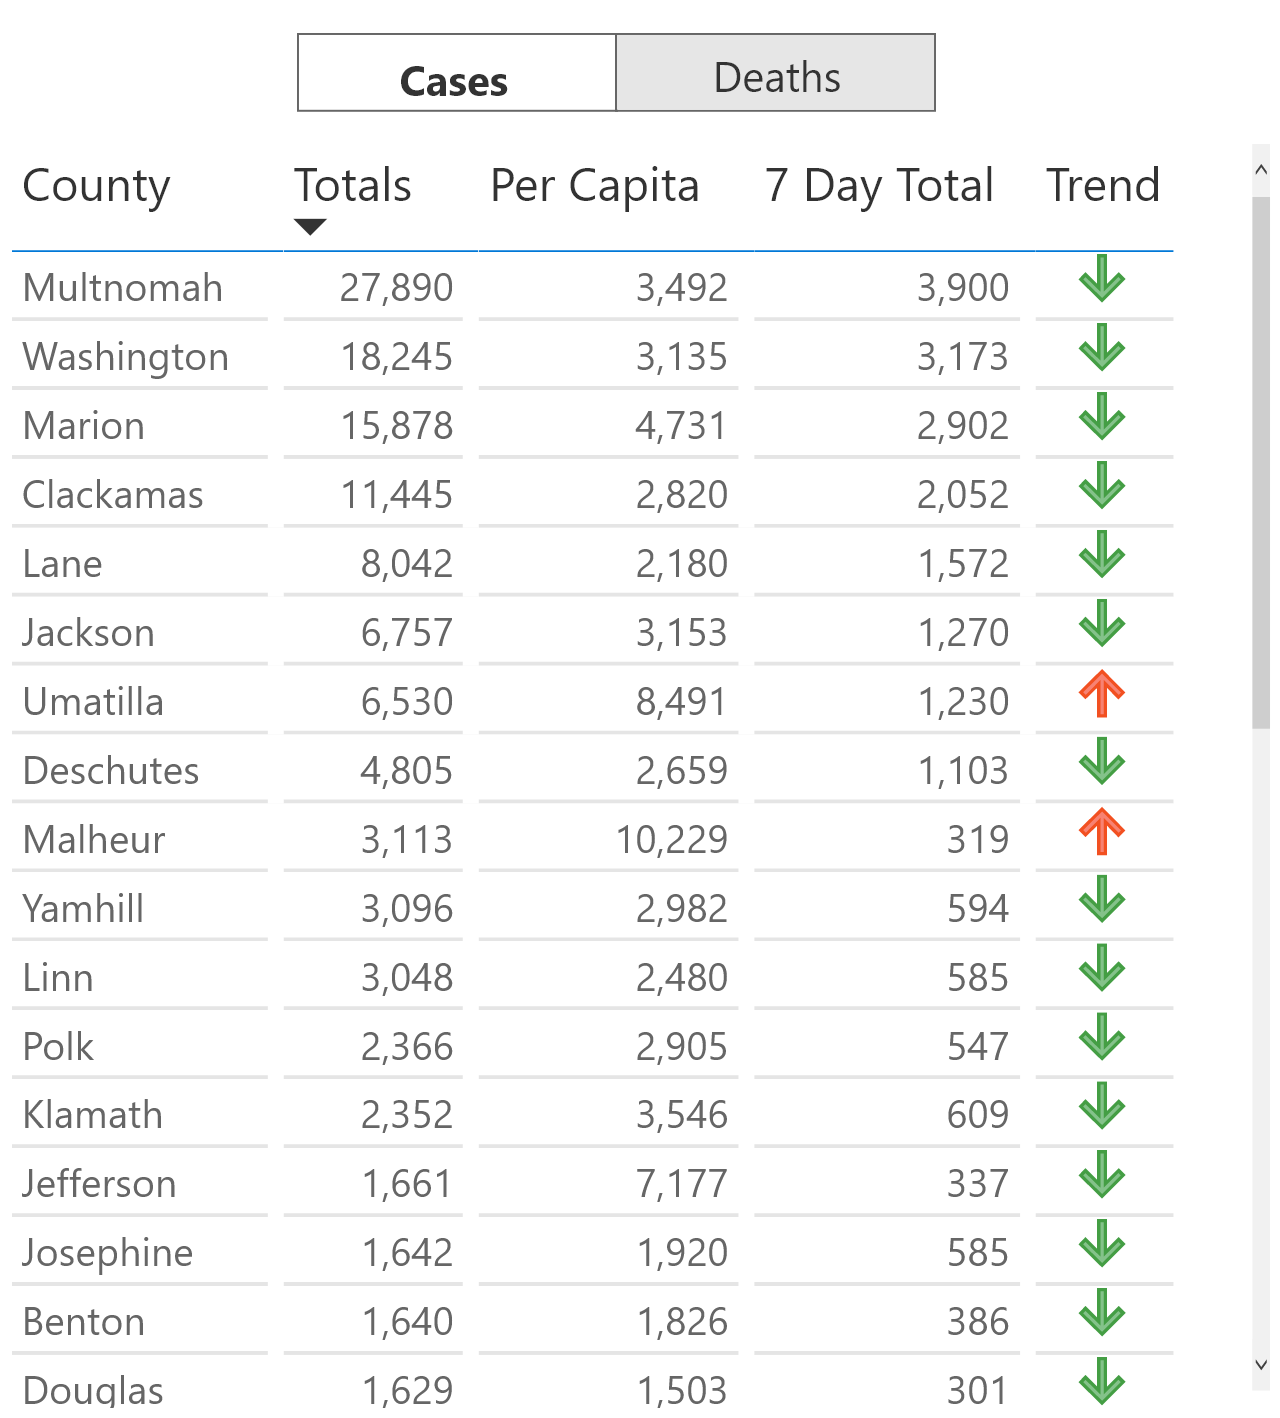 Cases Deaths
County Totals Per Capita 7 Day Total Trend
Multnomah 27,890 3,492 3,900
Washington 18,245 3,135 3,173
Marion 15,878 4,731 2,902
Clackamas 11,445 2,820 2,052
Lane 8,042 2,180 1,572
Jackson 6,757 3,153 1,270
Umatilla 6,530 8,491 1,230
Deschutes 4,805 2,659 1,103
Malheur 3,113 10,229 319
Yamhill 3,096 2,982 594
Linn 3,048 2,480 585
Polk 2,366 2,905 547
Klamath 2,352 3,546 609
Jefferson 1,661 7,177 337
Josephine 1,642 1,920 585
Benton 1,640 1,826 386
Douglas 1,629 1,503 301